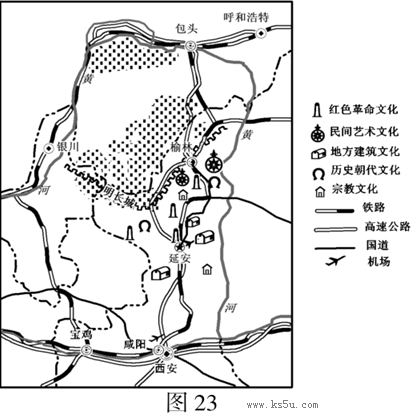 呼和浩特
包头
黄
银川
榆林
黄
河
明长城
延安
河
宝鸡
咸阳
西安
红色革命文化
民间艺术文化
地方建筑文化
历史朝代文化
宗教文化
铁路
高速公路
国道
机场
图 23
www.ks5u.com